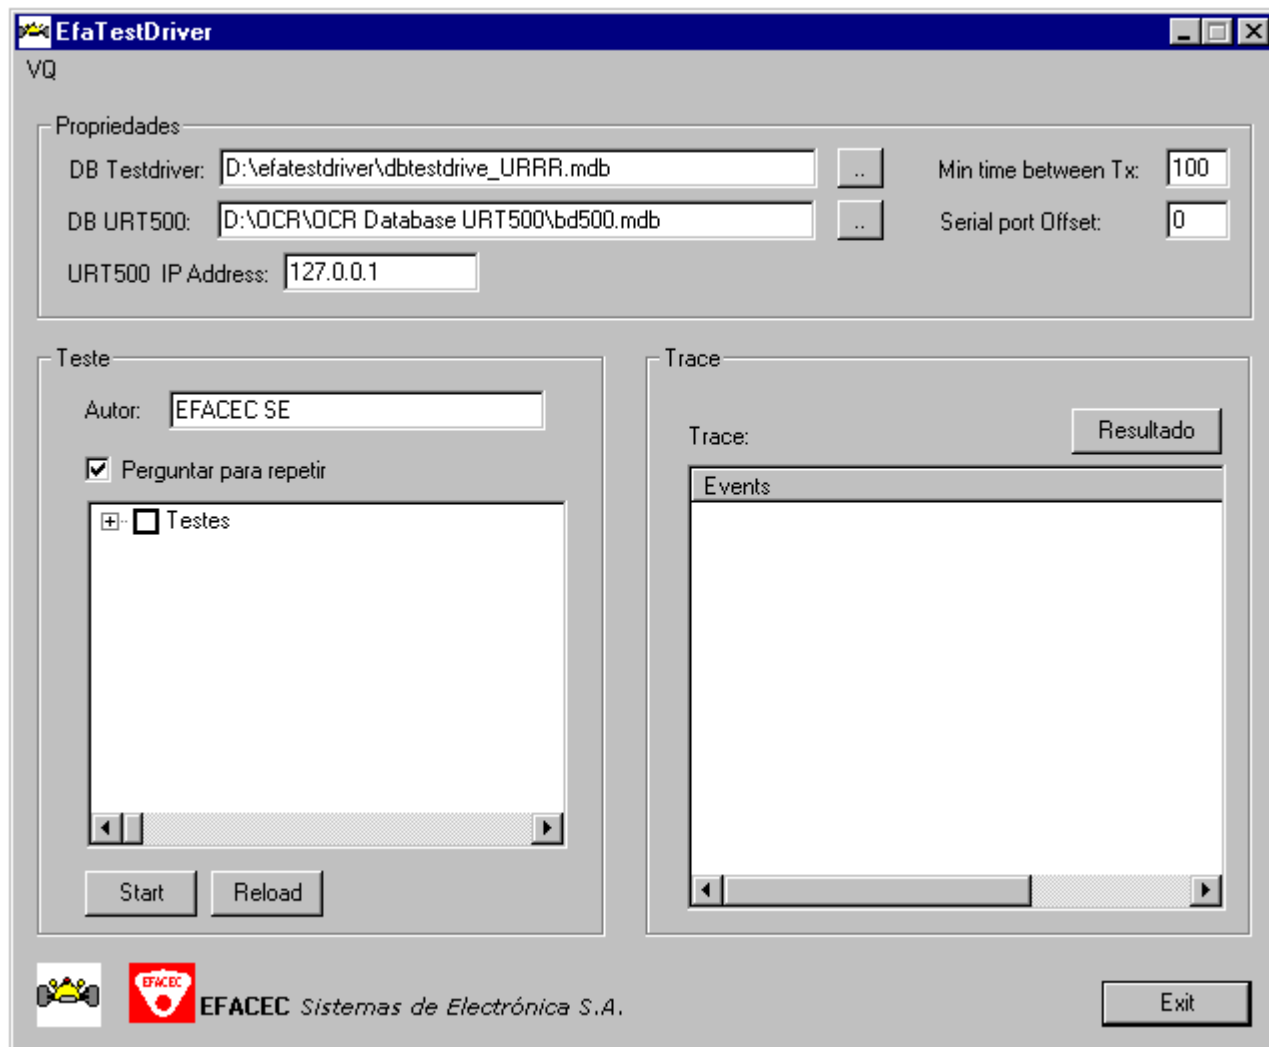 EfaTestDriver
VQ
Propriedades
DB Testdriver: D:\efatestdriver\dbtestdrive_URRR.mdb .. Min time between Tx: 100
DB URT500: D:\OCR\OCR Database URT500\bd500.mdb .. Serial port Offset: 0
URT500 IP Address: 127.0.0.1
Teste
Autor: EFACEC SE
Perguntar para repetir
Testes
Start Reload
Trace
Trace: Resultado
Events
EFACEC
EFACEC Sistemas de Electrónica S.A.
Exit